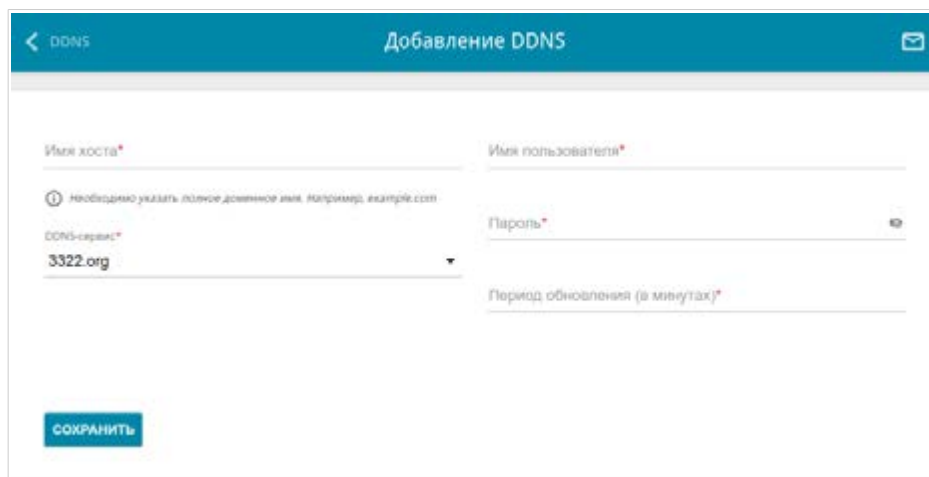 DDNS
Добавление DDNS
Имя хоста*
Необходимо указать полное доменное имя. Например, example.com
DDNS-сервис*
3322.org
Имя пользователя*
Пароль*
Период обновления (в минутах)*
СОХРАНИТЬ